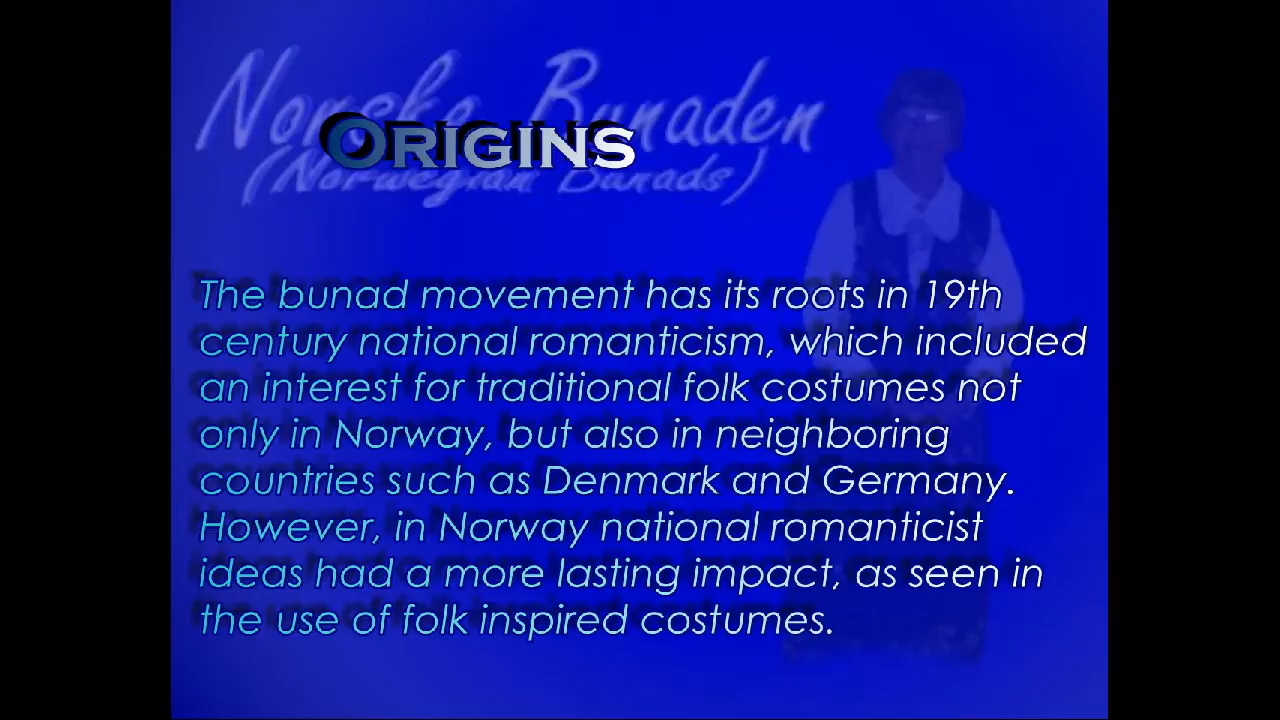 Norske Bunaden
(Norwegian Bunads)
ORIGINS
The bunad movement has its roots in 19th
century national romanticism, which included
an interest for traditional folk costumes not
only in Norway, but also in neighboring
countries such as Denmark and Germany.
However, in Norway national romanticist
ideas had a more lasting impact, as seen in
the use of folk inspired costumes.